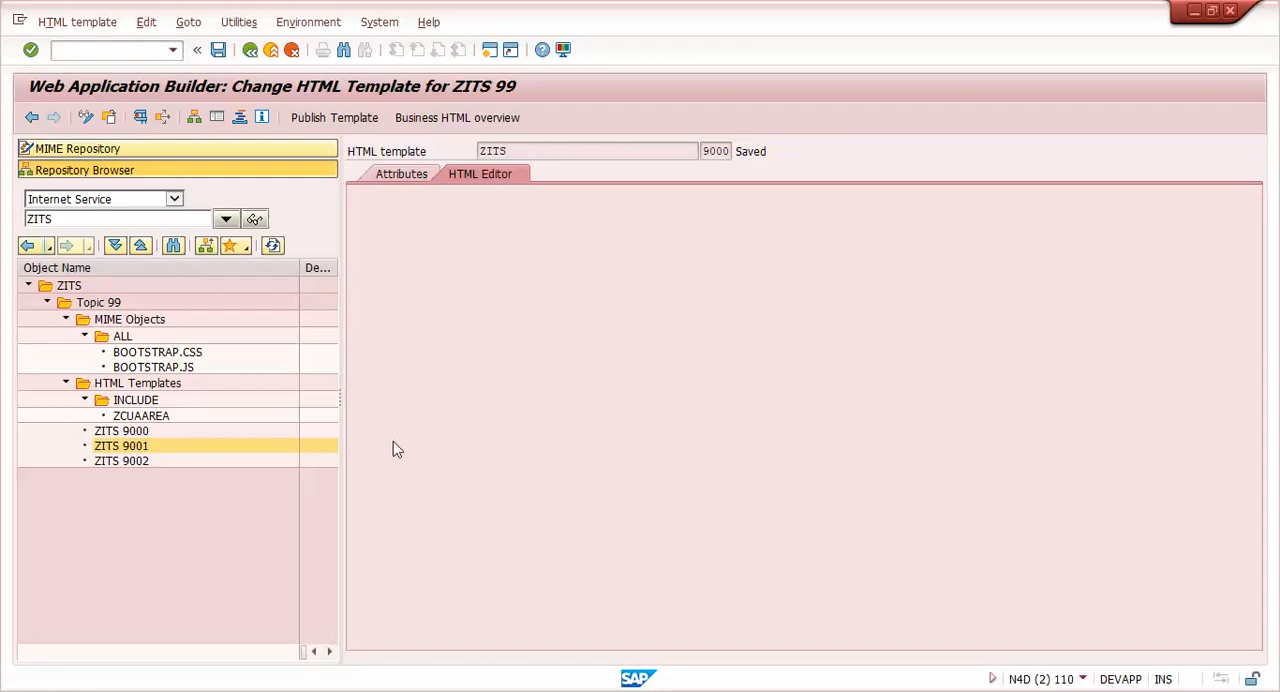 HTML template Edit Goto Utilities Environment System Help
Web Application Builder: Change HTML Template for ZITS 99
Publish Template Business HTML overview
MIME Repository
Repository Browser
HTML template ZITS 9000 Saved
Attributes HTML Editor
Internet Service
ZITS
Object Name De...
ZITS
Topic 99
MIME Objects
ALL
BOOTSTRAP.CSS
BOOTSTRAP.JS
HTML Templates
INCLUDE
ZCUAAREA
ZITS 9000
ZITS 9001
ZITS 9002
SAP
N4D (2) 110 DEVAPP INS